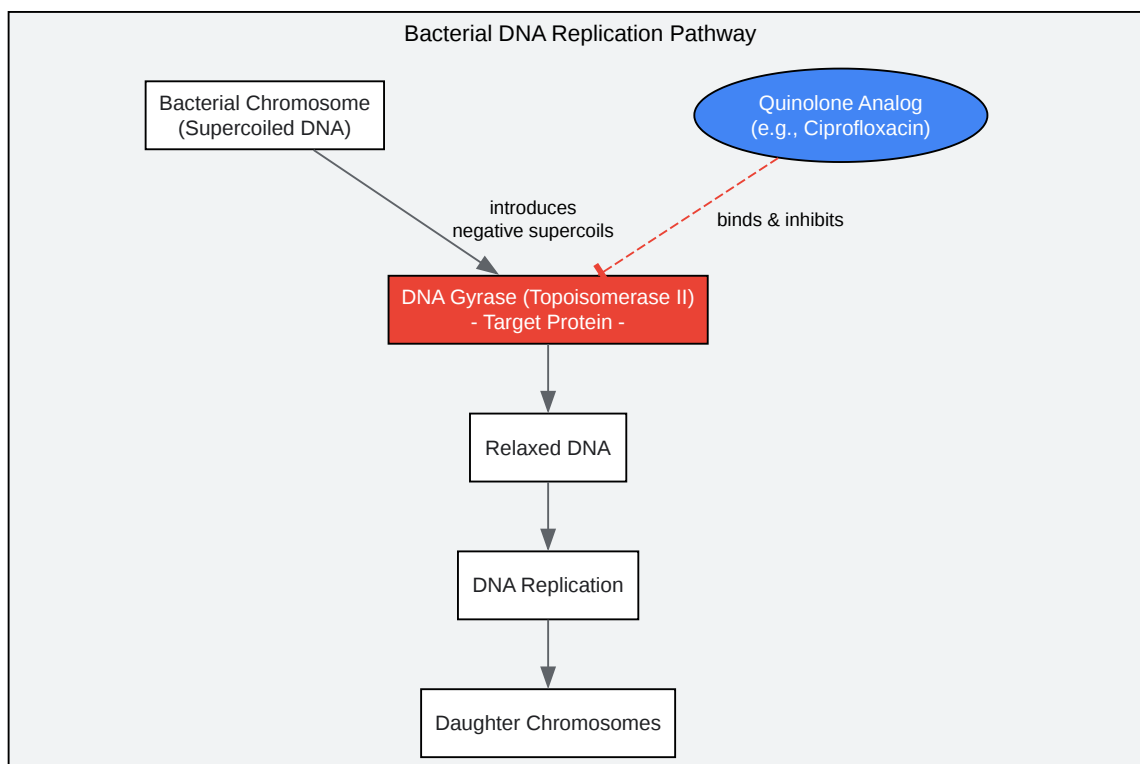 Bacterial DNA Replication Pathway
Bacterial Chromosome
(Supercoiled DNA)
Quinolone Analog
(e.g., Ciprofloxacin)
introduces
negative supercoils
binds & inhibits
DNA Gyrase (Topoisomerase II)
- Target Protein -
Relaxed DNA
DNA Replication
Daughter Chromosomes